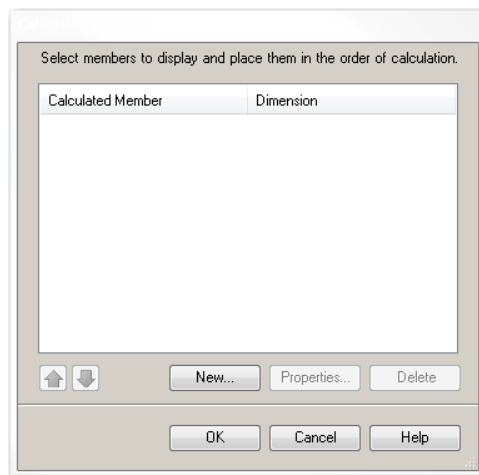 Select members to display and place them in the order of calculation.
Calculated Member Dimension
New... Properties... Delete
OK Cancel Help